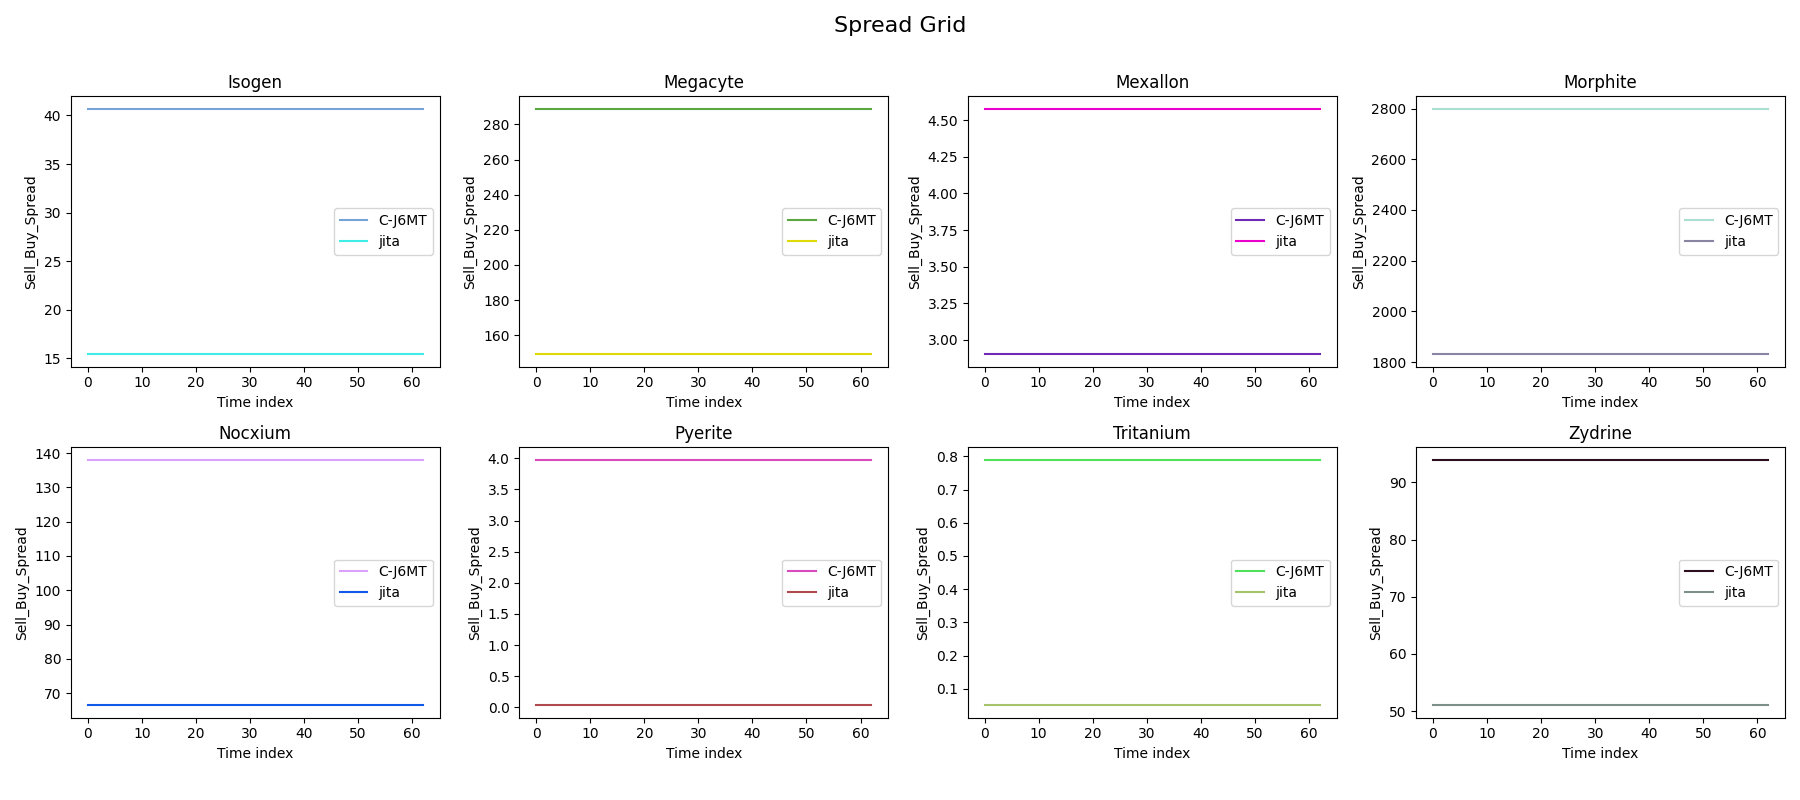 Spread Grid
Isogen
Sell_Buy_Spread
40
35
30
25
20
15
C-J6MT
jita
0 10 20 30 40 50 60
Time index
Megacyte
Sell_Buy_Spread
280
260
240
220
200
180
160
C-J6MT
jita
0 10 20 30 40 50 60
Time index
Mexallon
Sell_Buy_Spread
4.50
4.25
4.00
3.75
3.50
3.25
3.00
C-J6MT
jita
0 10 20 30 40 50 60
Time index
Morphite
Sell_Buy_Spread
2800
2600
2400
2200
2000
1800
C-J6MT
jita
0 10 20 30 40 50 60
Time index
Nocxium
Sell_Buy_Spread
140
130
120
110
100
90
80
70
C-J6MT
jita
0 10 20 30 40 50 60
Time index
Pyerite
Sell_Buy_Spread
4.0
3.5
3.0
2.5
2.0
1.5
1.0
0.5
0.0
C-J6MT
jita
0 10 20 30 40 50 60
Time index
Tritanium
Sell_Buy_Spread
0.8
0.7
0.6
0.5
0.4
0.3
0.2
0.1
C-J6MT
jita
0 10 20 30 40 50 60
Time index
Zydrine
Sell_Buy_Spread
90
80
70
60
50
C-J6MT
jita
0 10 20 30 40 50 60
Time index